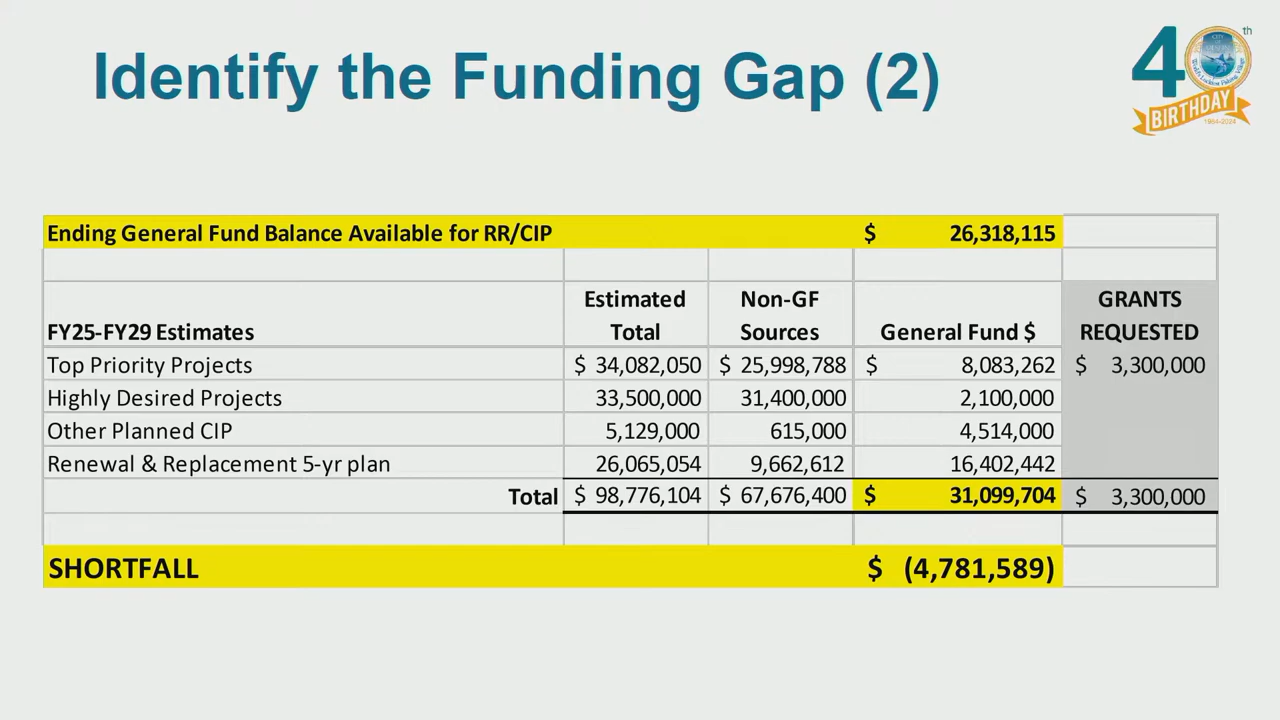 Identify the Funding Gap (2)
40th
CITY
BIRTHDAY
1984-2024
Ending General Fund Balance Available for RR/CIP $ 26,318,115
FY25-FY29 Estimates Estimated Total Non-GF Sources General Fund $ GRANTS REQUESTED
Top Priority Projects $ 34,082,050 $ 25,998,788 $ 8,083,262 $ 3,300,000
Highly Desired Projects 33,500,000 31,400,000 2,100,000
Other Planned CIP 5,129,000 615,000 4,514,000
Renewal & Replacement 5-yr plan 26,065,054 9,662,612 16,402,442
Total $ 98,776,104 $ 67,676,400 $ 31,099,704 $ 3,300,000
SHORTFALL $ (4,781,589)